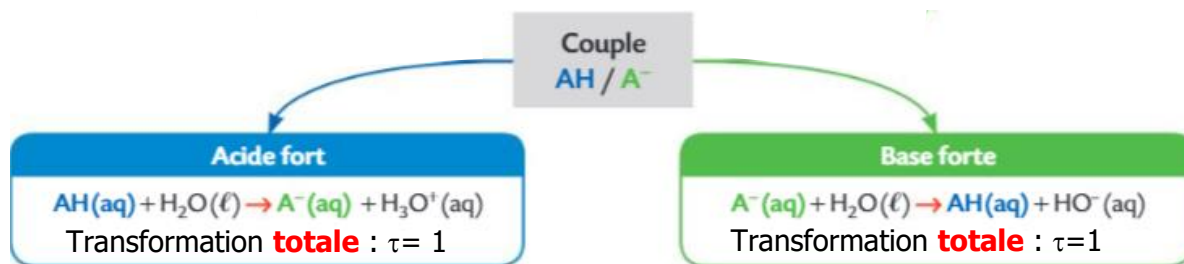 Couple
AH / A⁻
Acide fort
AH(aq) + H₂O(ℓ) → A⁻(aq) + H₃O⁺(aq)
Transformation totale : τ= 1
Base forte
A⁻(aq) + H₂O(ℓ) → AH(aq) + HO⁻(aq)
Transformation totale : τ=1